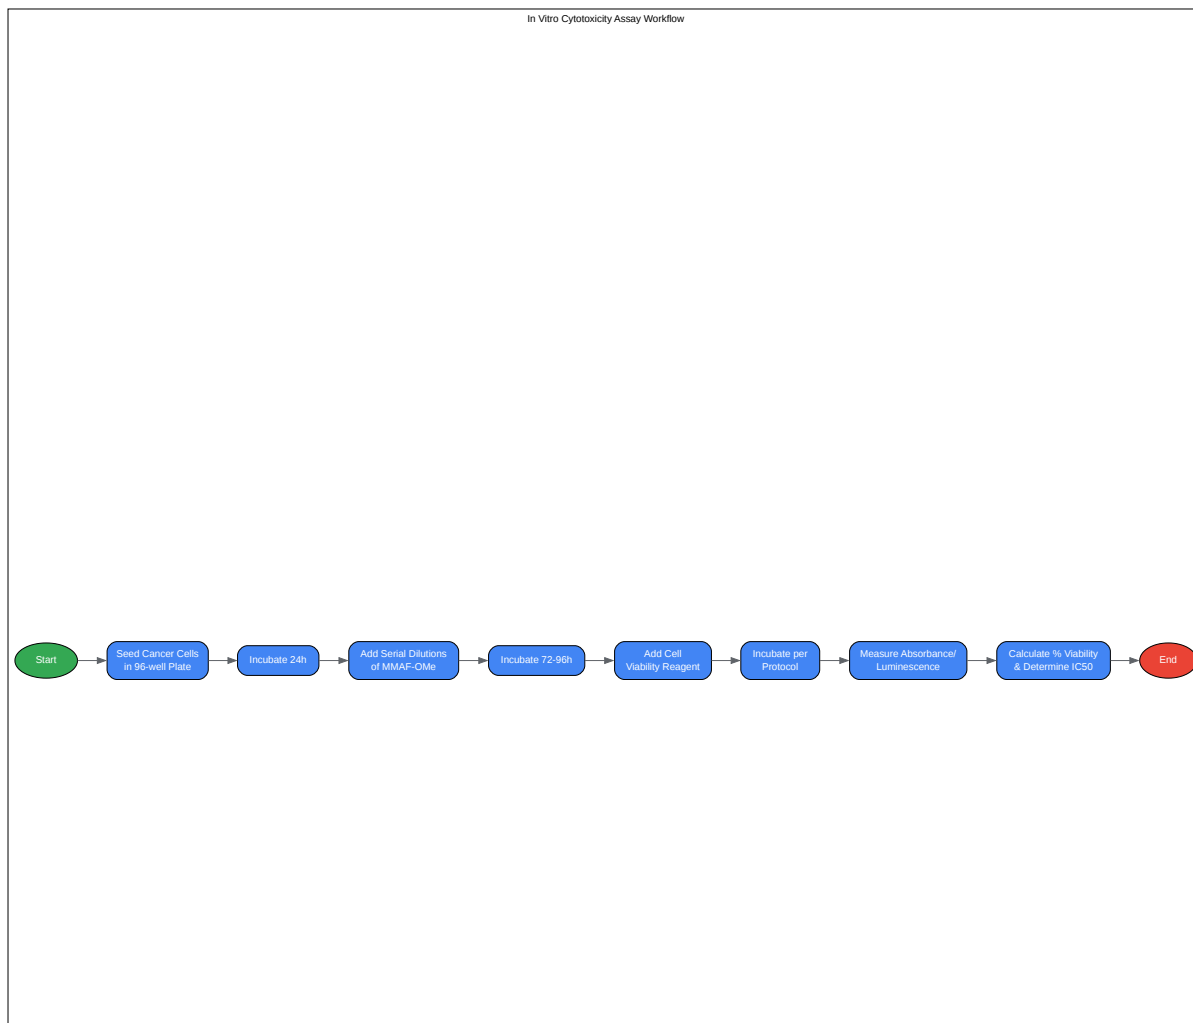 In Vitro Cytotoxicity Assay Workflow
Start
Seed Cancer Cells
in 96-well Plate
Incubate 24h
Add Serial Dilutions
of MMAF-OMe
Incubate 72-96h
Add Cell
Viability Reagent
Incubate per
Protocol
Measure Absorbance/
Luminescence
Calculate % Viability
& Determine IC50
End